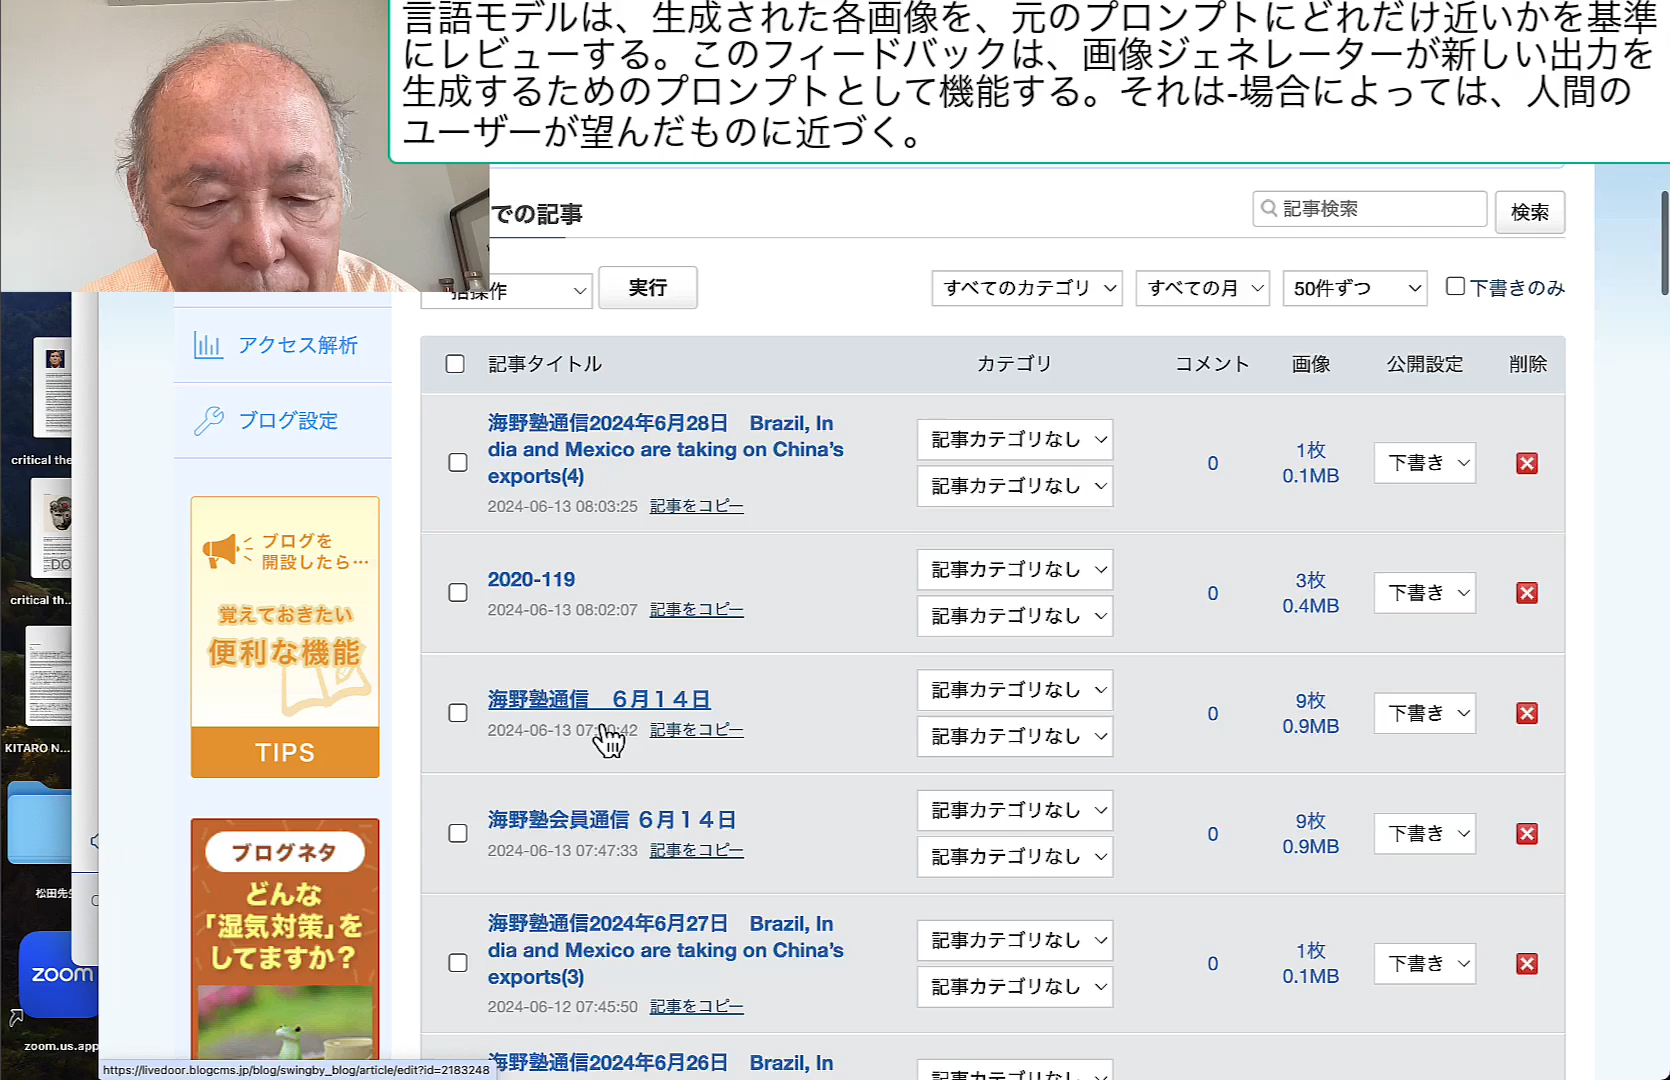 言語モデルは、生成された各画像を、元のプロンプトにどれだけ近いかを基準
にレビューする。このフィードバックは、画像ジェネレーターが新しい出力を
生成するためのプロンプトとして機能する。それは-場合によっては、人間の
ユーザーが望んだものに近づく。
での記事
記事検索
検索
括操作
実行
すべてのカテゴリ
すべての月
50件ずつ
下書きのみ
アクセス解析
ブログ設定
ブログを
開設したら…
覚えておきたい
便利な機能
TIPS
ブログネタ
どんな
「湿気対策」を
してますか?
記事タイトル
カテゴリ
コメント
画像
公開設定
削除
海野塾通信2024年6月28日 Brazil, In
dia and Mexico are taking on China’s
exports(4)
2024-06-13 08:03:25 記事をコピー
記事カテゴリなし
記事カテゴリなし
0
1枚
0.1MB
下書き
2020-119
2024-06-13 08:02:07 記事をコピー
記事カテゴリなし
記事カテゴリなし
0
3枚
0.4MB
下書き
海野塾通信 6月14日
2024-06-13 記事をコピー
記事カテゴリなし
記事カテゴリなし
0
9枚
0.9MB
下書き
海野塾会員通信 6月14日
2024-06-13 07:47:33 記事をコピー
記事カテゴリなし
記事カテゴリなし
0
9枚
0.9MB
下書き
海野塾通信2024年6月27日 Brazil, In
dia and Mexico are taking on China’s
exports(3)
2024-06-12 07:45:50 記事をコピー
記事カテゴリなし
記事カテゴリなし
0
1枚
0.1MB
下書き
海野塾通信2024年6月26日 Brazil, In
記事カテゴリなし
critical the
critical th...
KITARO N...
松田先
zoom
zoom.us.app
https://livedoor.blogcms.jp/blog/swingby_blog/article/edit?id=2183248